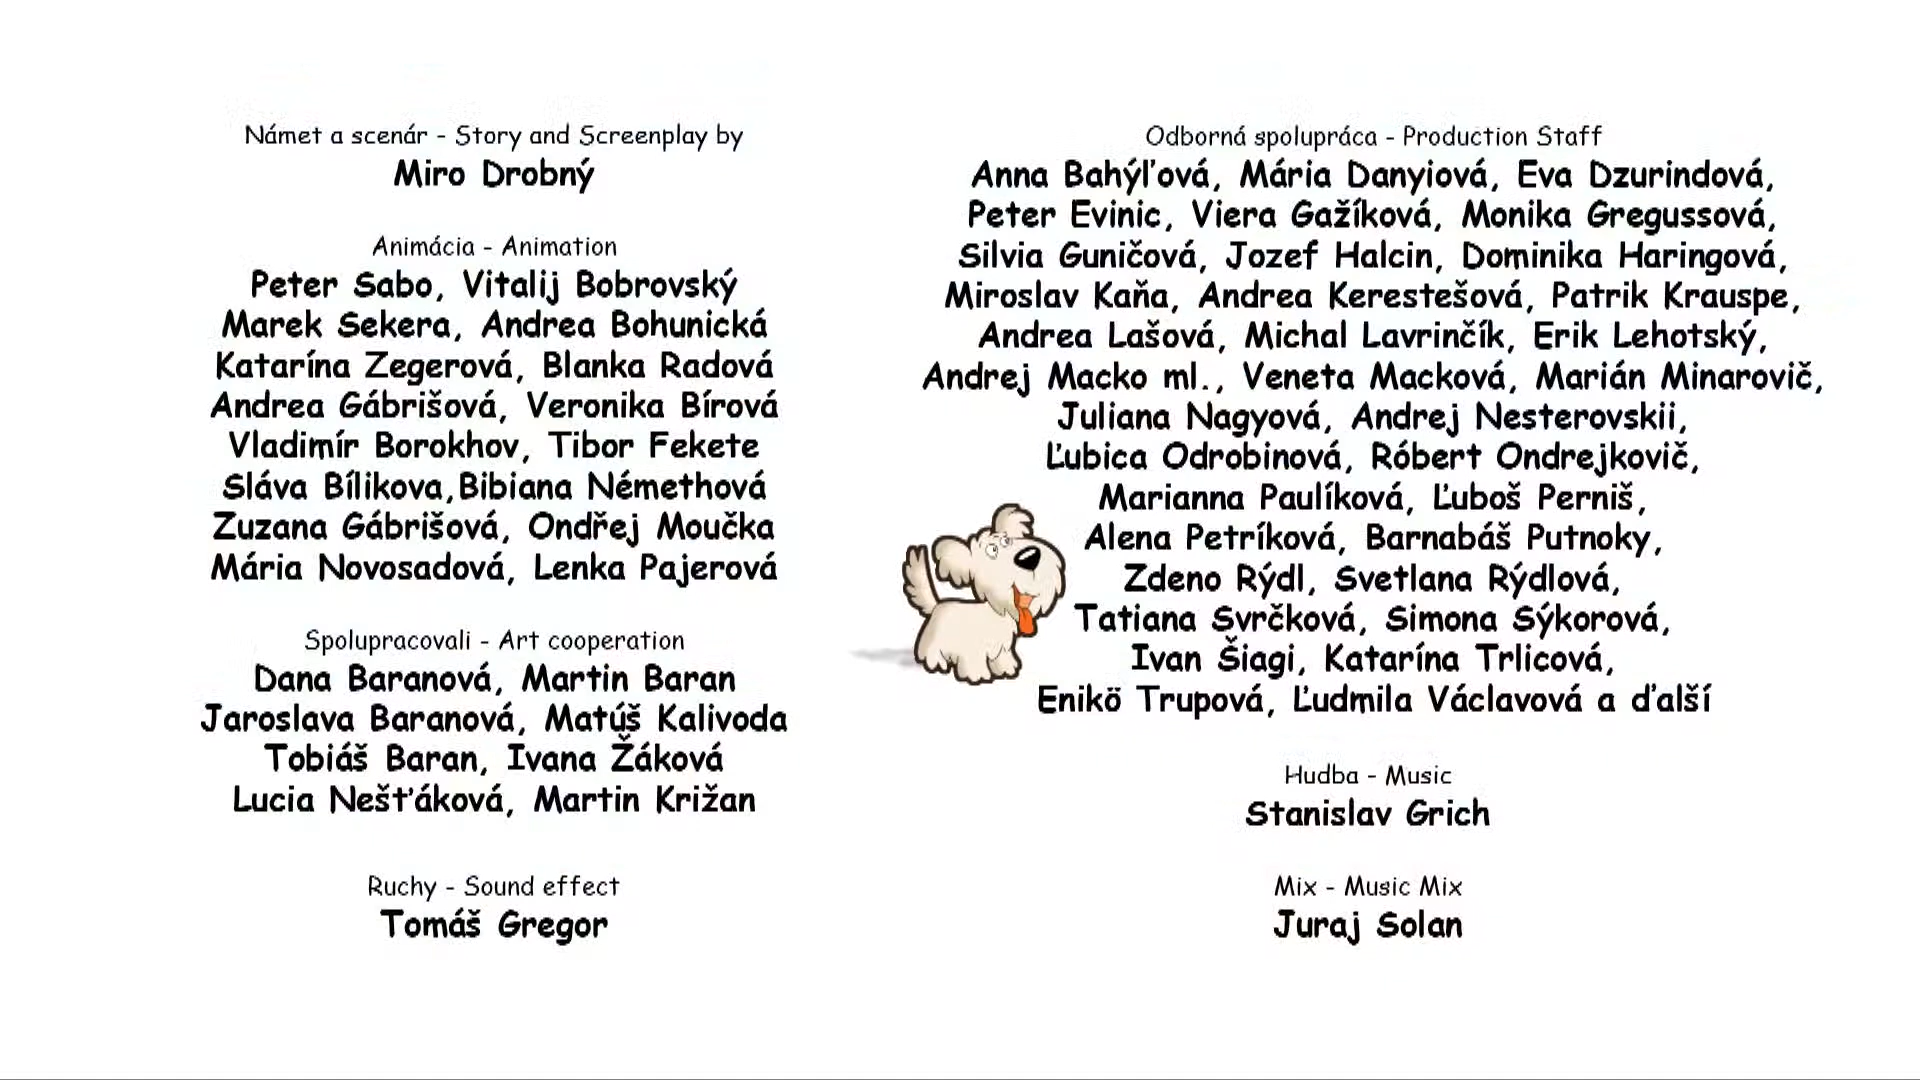 Námet a scenár - Story and Screenplay by
Miro Drobný
Animácia - Animation
Peter Sabo, Vitalij Bobrovský
Marek Sekera, Andrea Bohunická
Katarína Zegerová, Blanka Radová
Andrea Gábrišová, Veronika Bírová
Vladimír Borokhov, Tibor Fekete
Sláva Bílikova,Bibiana Némethová
Zuzana Gábrišová, Ondřej Moučka
Mária Novosadová, Lenka Pajerová
Spolupracovali - Art cooperation
Dana Baranová, Martin Baran
Jaroslava Baranová, Matúš Kalivoda
Tobiáš Baran, Ivana Žáková
Lucia Nešťáková, Martin Križan
Ruchy - Sound effect
Tomáš Gregor
Odborná spolupráca - Production Staff
Anna Bahýľová, Mária Danyiová, Eva Dzurindová,
Peter Evinic, Viera Gažíková, Monika Gregussová,
Silvia Guničová, Jozef Halcin, Dominika Haringová,
Miroslav Kaňa, Andrea Kerestešová, Patrik Krauspe,
Andrea Lašová, Michal Lavrinčík, Erik Lehotský,
Andrej Macko ml., Veneta Macková, Marián Minarovič,
Juliana Nagyová, Andrej Nesterovskii,
Ľubica Odrobinová, Róbert Ondrejkovič,
Marianna Paulíková, Ľuboš Perniš,
Alena Petríková, Barnabáš Putnoky,
Zdeno Rýdl, Svetlana Rýdlová,
Tatiana Svrčková, Simona Sýkorová,
Ivan Šiagi, Katarína Trlicová,
Enikö Trupová, Ľudmila Václavová a ďalší
Hudba - Music
Stanislav Grich
Mix - Music Mix
Juraj Solan